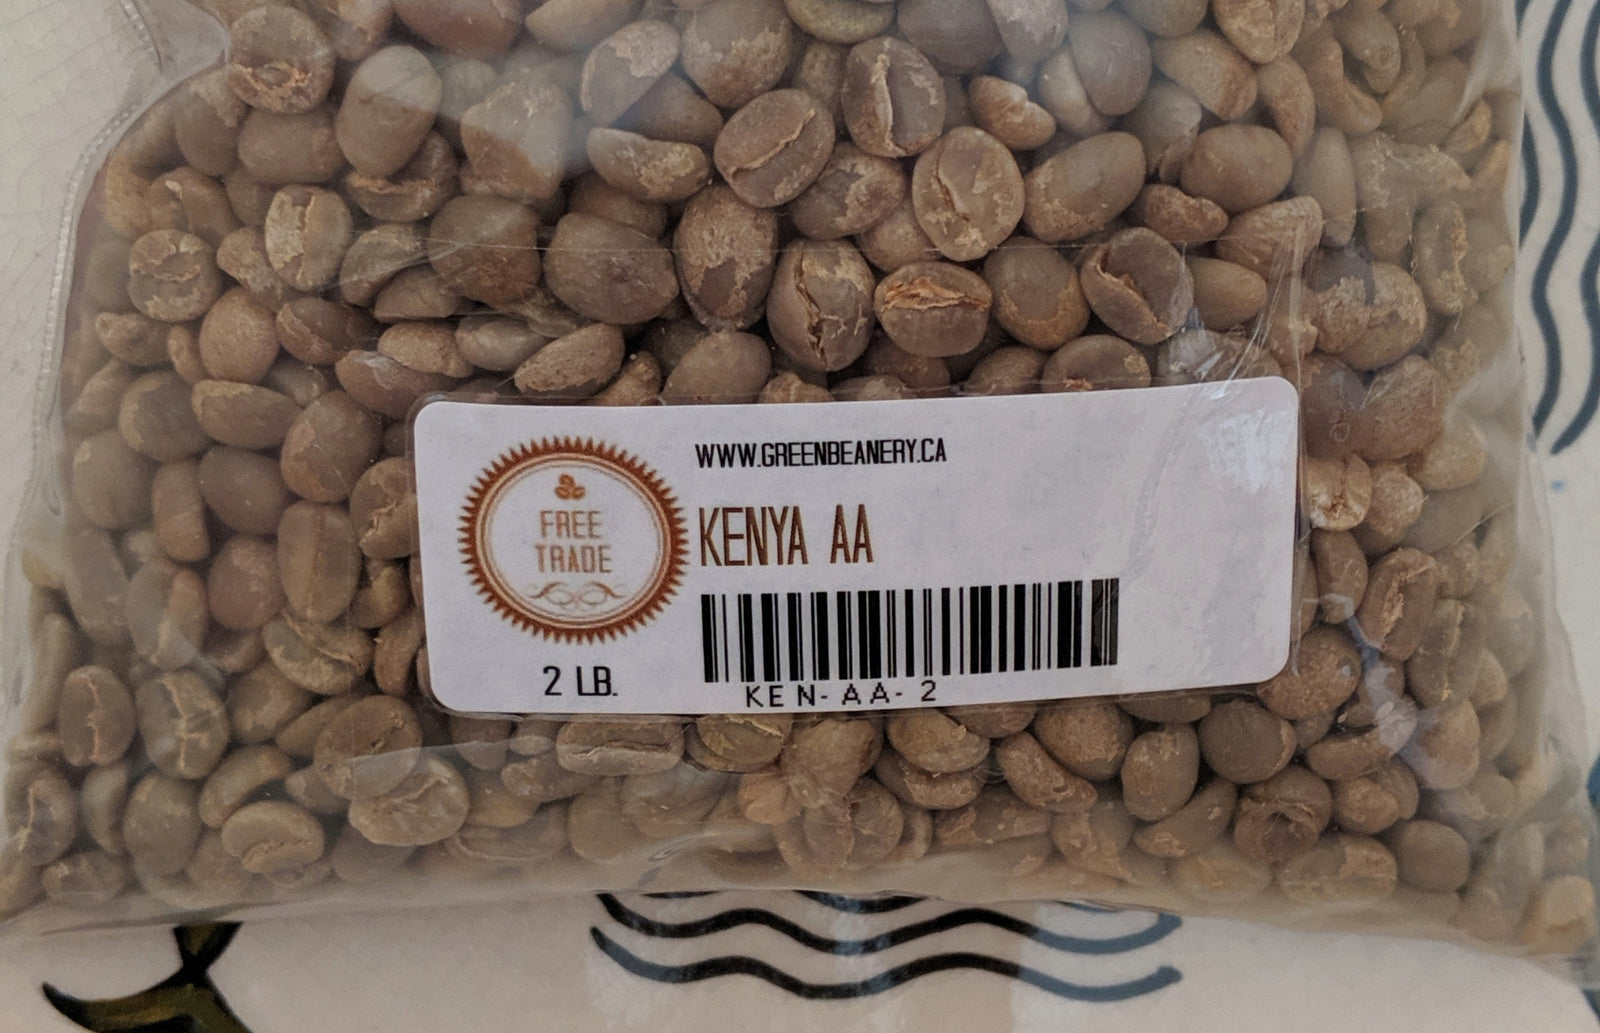 WWW.GREENBEANERY.CA
FREE
TRADE
KENYA AA
2 LB.
KEN-AA-2